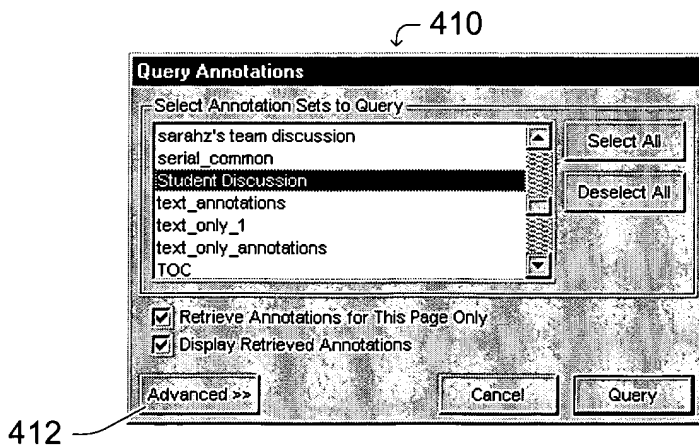 410
Query Annotations
Select Annotation Sets to Query
sarahz's team discussion
serial_common
Student Discussion
text_annotations
text_only_1
text_only_annotations
TOC
Select All
Deselect All
Retrieve Annotations for This Page Only
Display Retrieved Annotations
Advanced >>
Cancel
Query
412